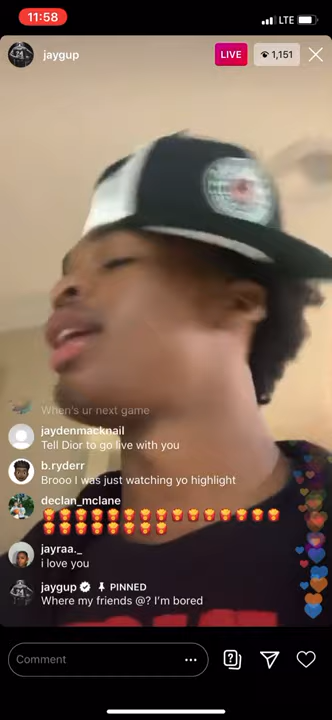 11:58
LTE
jaygup
LIVE
1,151
When's ur next game
jaydenmacknail
Tell Dior to go live with you
b.ryderr
Brooo I was just watching yo highlight
declan_mclane
🍟🍟🍟🍟🍟🍟🍟🍟🍟🍟🍟🍟🍟🍟🍟
🍟🍟🍟🍟🍟🍟🍟🍟
jayraa._
i love you
jaygup PINNED
Where my friends @? I'm bored
Comment